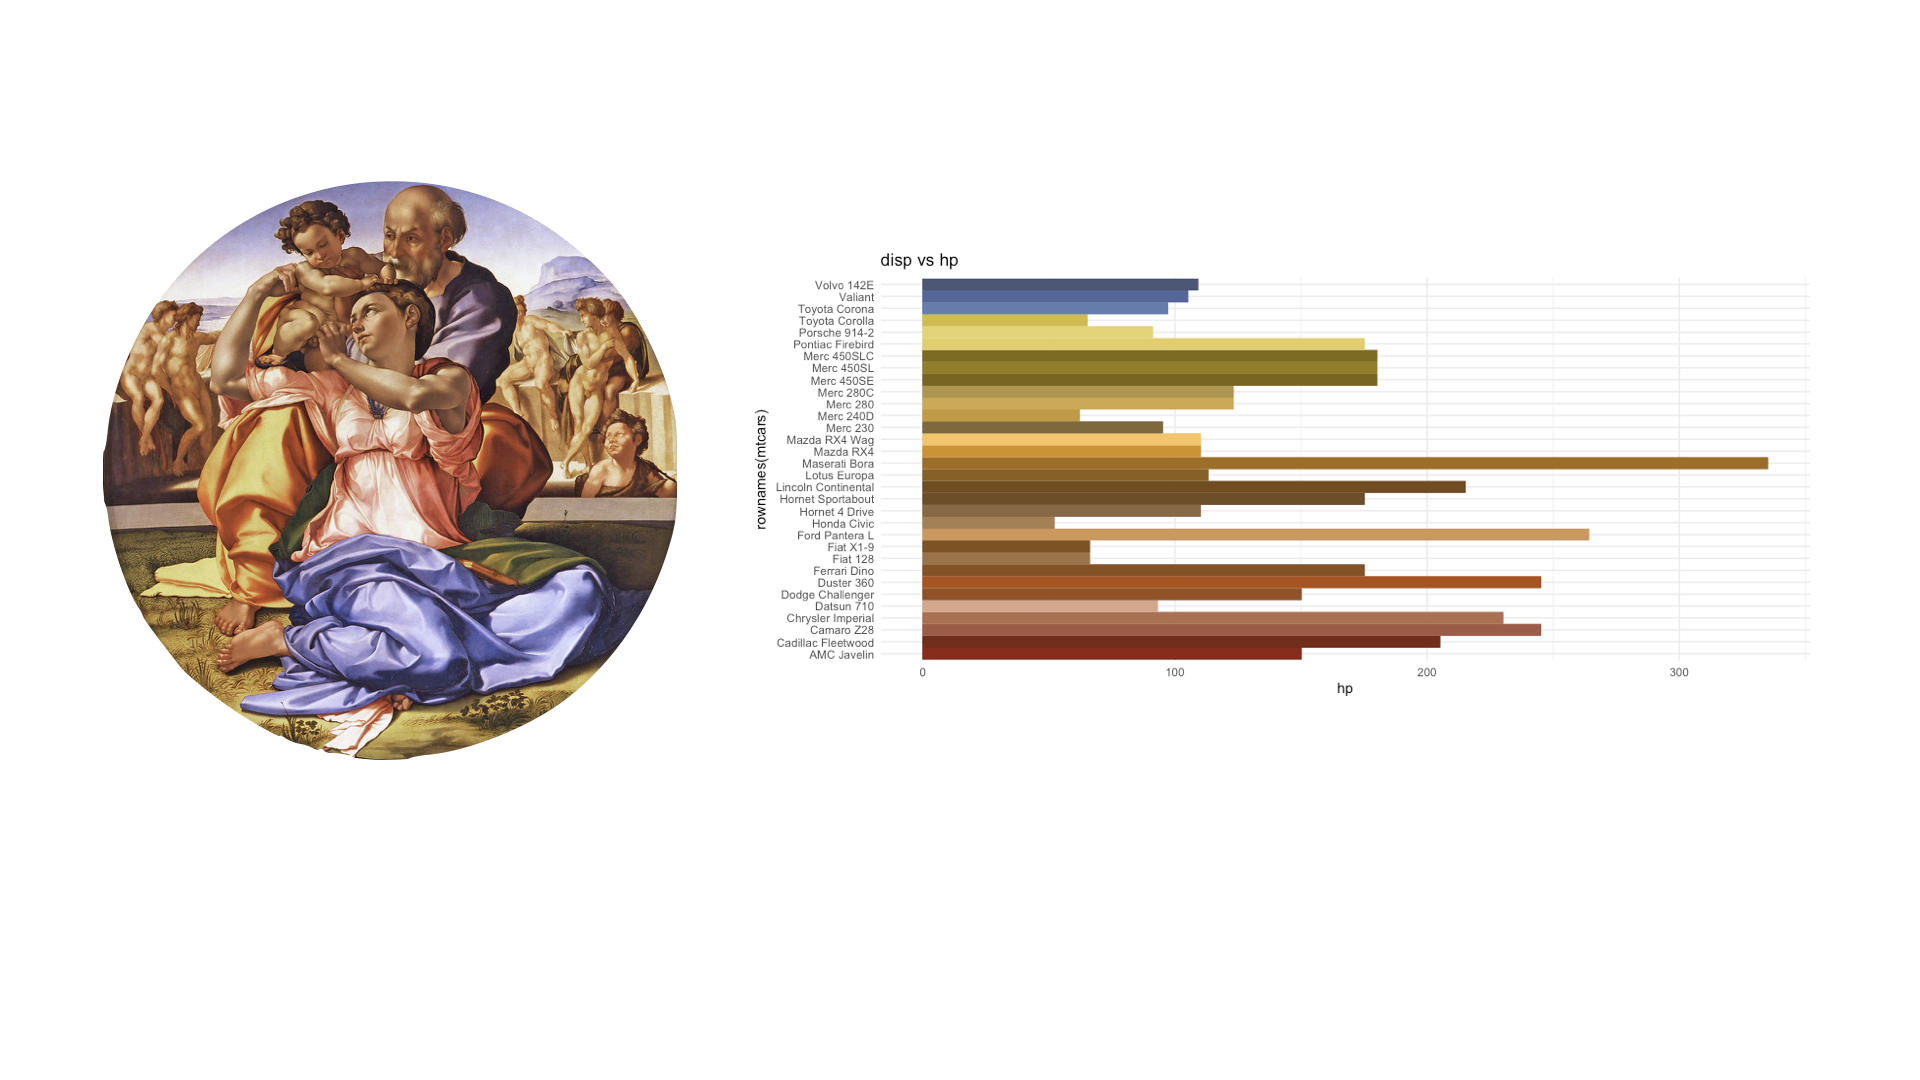 disp vs hp
rownames(mtcars)
Volvo 142E
Valiant
Toyota Corona
Toyota Corolla
Porsche 914-2
Pontiac Firebird
Merc 450SLC
Merc 450SL
Merc 450SE
Merc 280C
Merc 280
Merc 240D
Merc 230
Mazda RX4 Wag
Mazda RX4
Maserati Bora
Lotus Europa
Lincoln Continental
Hornet Sportabout
Hornet 4 Drive
Honda Civic
Ford Pantera L
Fiat X1-9
Fiat 128
Ferrari Dino
Duster 360
Dodge Challenger
Datsun 710
Chrysler Imperial
Camaro Z28
Cadillac Fleetwood
AMC Javelin
0 100 200 300
hp